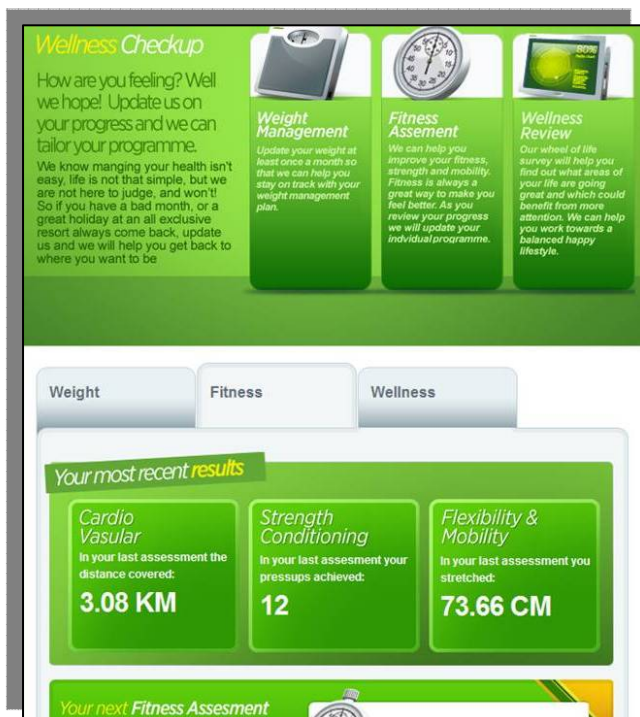 Wellness Checkup
How are you feeling? Well
we hope! Update us on
your progress and we can
tailor your programme.
We know manging your health isn't
easy, life is not that simple, but we
are not here to judge, and won't!
So if you have a bad month, or a
great holiday at an all exclusive
resort always come back, update
us and we will help you get back to
where you want to be
Weight
Management
Update your weight at
least once a month so
that we can help you
stay on track with your
weight management
plan.
Fitness
Assement
We can help you
improve your fitness,
strength and mobility.
Fitness is always a
great way to make you
feel better. As you
review your progress
we will update your
indvidual programme.
80%
Wellness
Review
Our wheel of life
survey will help you
find out what areas of
your life are going
great and which could
benefit from more
attention. We can help
you work towards a
balanced happy
lifestyle.
Weight
Fitness
Wellness
Your most recent results
Cardio
Vasular
In your last assessment the
distance covered:
3.08 KM
Strength
Conditioning
In your last assesment your
pressups achieved:
12
Flexibility &
Mobility
In your last assesment you
stretched:
73.66 CM
Your next Fitness Assesment